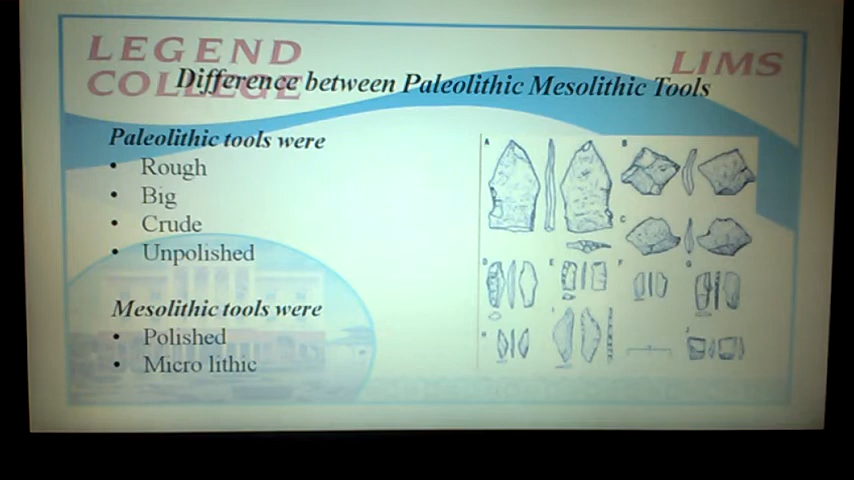 LEGEND
COLLEGE
LIMS
Difference between Paleolithic Mesolithic Tools
Paleolithic tools were
• Rough
• Big
• Crude
• Unpolished
Mesolithic tools were
• Polished
• Micro lithic
A
B
C
D
E
F
G
H
I
J